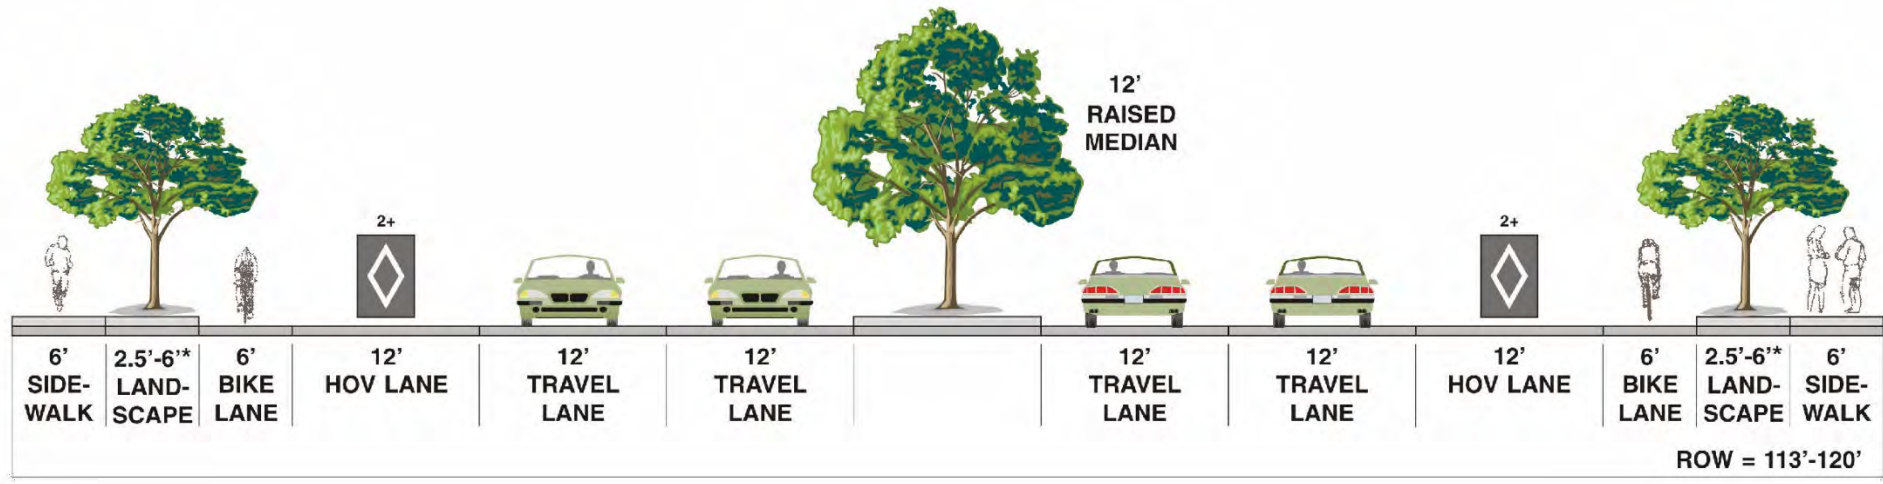 12'
RAISED
MEDIAN
2+
2+
6'
SIDE-
WALK
2.5'-6'*
LAND-
SCAPE
6'
BIKE
LANE
12'
HOV LANE
12'
TRAVEL
LANE
12'
TRAVEL
LANE
12'
TRAVEL
LANE
12'
TRAVEL
LANE
12'
HOV LANE
6'
BIKE
LANE
2.5'-6'*
LAND-
SCAPE
6'
SIDE-
WALK
ROW = 113'-120'